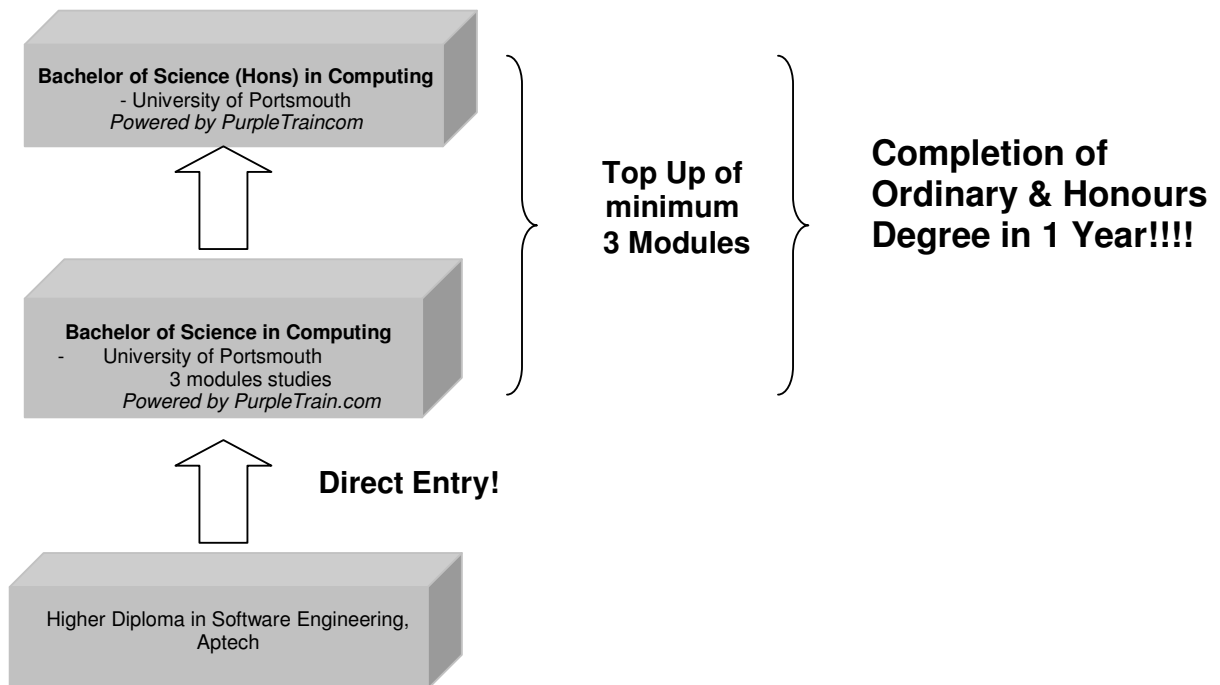 Bachelor of Science (Hons) in Computing
- University of Portsmouth
Powered by PurpleTraincom
Top Up of
minimum
3 Modules
Completion of
Ordinary & Honours
Degree in 1 Year!!!!
Bachelor of Science in Computing
- University of Portsmouth
3 modules studies
Powered by PurpleTrain.com
Direct Entry!
Higher Diploma in Software Engineering,
Aptech